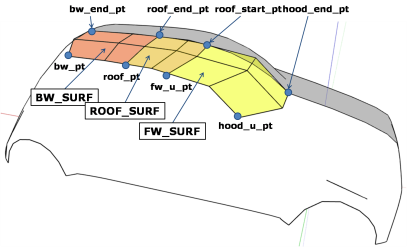 bw_end_pt roof_end_pt roof_start_pt hood_end_pt
bw_pt
roof_pt
fw_u_pt
BW_SURF
ROOF_SURF
hood_u_pt
FW_SURF